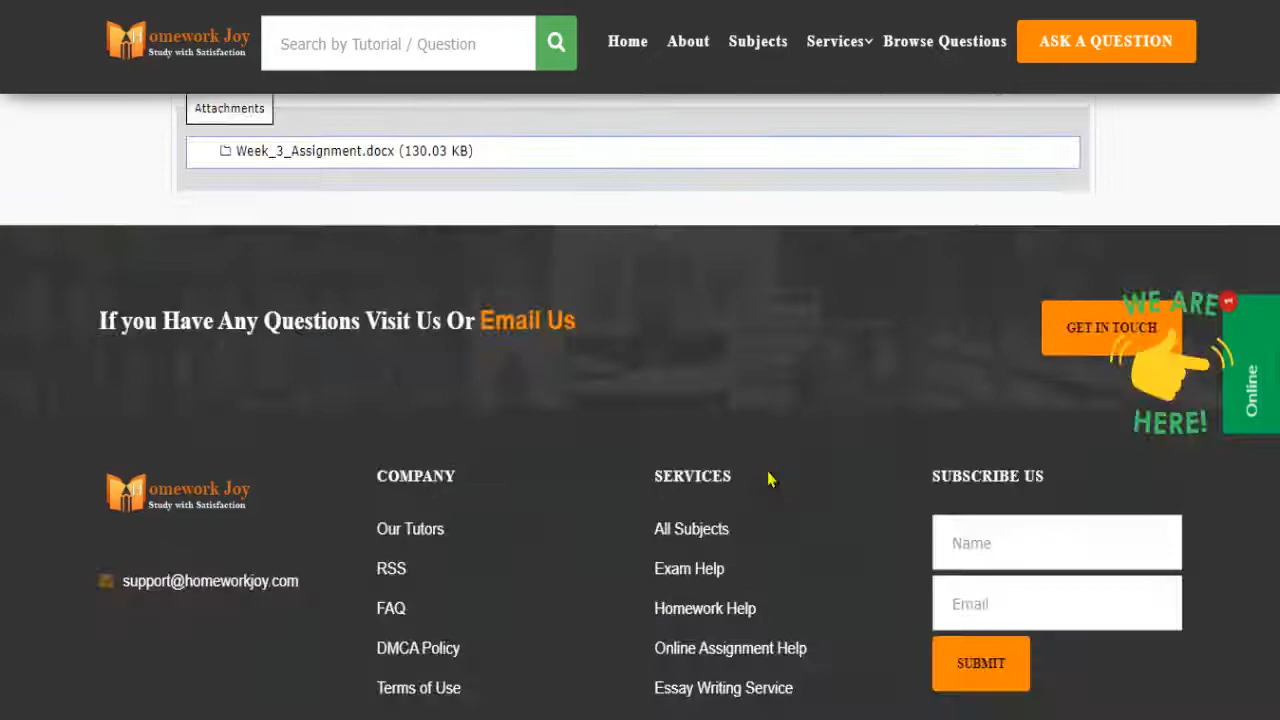 omework Joy
Study with Satisfaction
Search by Tutorial / Question
Home
About
Subjects
Services
Browse Questions
ASK A QUESTION
Attachments
Week_3_Assignment.docx (130.03 KB)
If you Have Any Questions Visit Us Or Email Us
GET IN TOUCH
WE ARE
1
HERE!
Online
omework Joy
Study with Satisfaction
support@homeworkjoy.com
COMPANY
Our Tutors
RSS
FAQ
DMCA Policy
Terms of Use
SERVICES
All Subjects
Exam Help
Homework Help
Online Assignment Help
Essay Writing Service
SUBSCRIBE US
Name
Email
SUBMIT